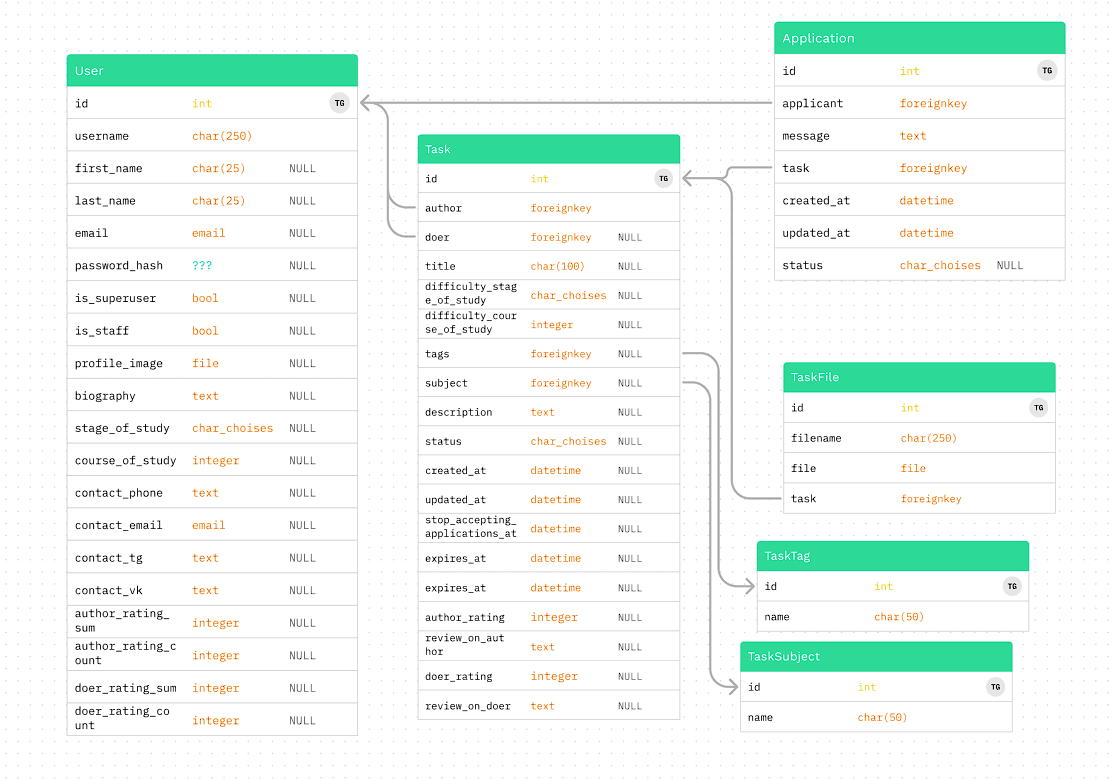 User
id int TG
username char(250)
first_name char(25) NULL
last_name char(25) NULL
email email NULL
password_hash ??? NULL
is_superuser bool NULL
is_staff bool NULL
profile_image file NULL
biography text NULL
stage_of_study char_choises NULL
course_of_study integer NULL
contact_phone text NULL
contact_email email NULL
contact_tg text NULL
contact_vk text NULL
author_rating_
sum integer NULL
author_rating_c
ount integer NULL
doer_rating_sum integer NULL
doer_rating_co
unt integer NULL
Task
id int TG
author foreignkey
doer foreignkey NULL
title char(100) NULL
difficulty_stag
e_of_study char_choises NULL
difficulty_cour
se_of_study integer NULL
tags foreignkey NULL
subject foreignkey NULL
description text NULL
status char_choises NULL
created_at datetime NULL
updated_at datetime NULL
stop_accepting_
applications_at datetime NULL
expires_at datetime NULL
expires_at datetime NULL
author_rating integer NULL
review_on_aut
hor text NULL
doer_rating integer NULL
review_on_doer text NULL
Application
id int TG
applicant foreignkey
message text
task foreignkey
created_at datetime
updated_at datetime
status char_choises NULL
TaskFile
id int TG
filename char(250)
file file
task foreignkey
TaskTag
id int TG
name char(50)
TaskSubject
id int TG
name char(50)